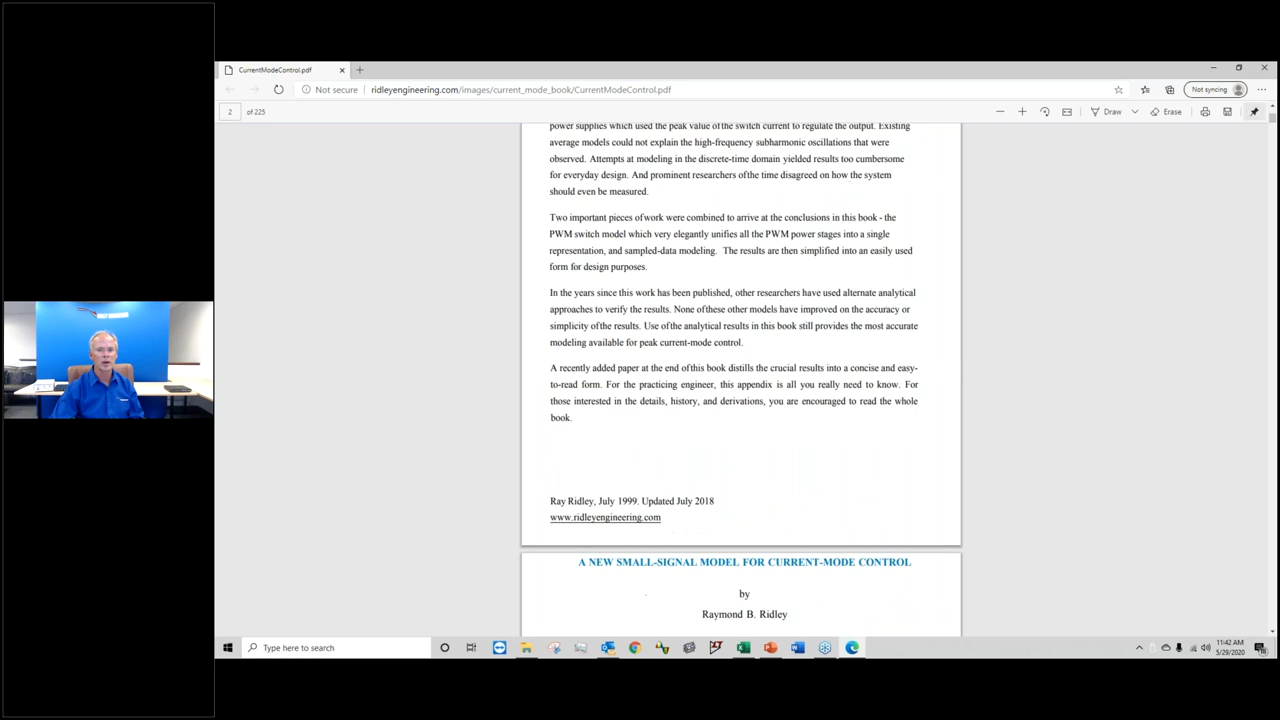 CurrentModeControl.pdf
Not secure ridleyengineering.com/images/current_mode_book/CurrentModeControl.pdf
Not syncing
2 of 225
Draw
Erase
power supplies which used the peak value of the switch current to regulate the output. Existing
average models could not explain the high-frequency subharmonic oscillations that were
observed. Attempts at modeling in the discrete-time domain yielded results too cumbersome
for everyday design. And prominent researchers of the time disagreed on how the system
should even be measured.
Two important pieces of work were combined to arrive at the conclusions in this book - the
PWM switch model which very elegantly unifies all the PWM power stages into a single
representation, and sampled-data modeling. The results are then simplified into an easily used
form for design purposes.
In the years since this work has been published, other researchers have used alternate analytical
approaches to verify the results. None of these other models have improved on the accuracy or
simplicity of the results. Use of the analytical results in this book still provides the most accurate
modeling available for peak current-mode control.
A recently added paper at the end of this book distills the crucial results into a concise and easy-
to-read form. For the practicing engineer, this appendix is all you really need to know. For
those interested in the details, history, and derivations, you are encouraged to read the whole
book.
Ray Ridley, July 1999. Updated July 2018
www.ridleyengineering.com
A NEW SMALL-SIGNAL MODEL FOR CURRENT-MODE CONTROL
by
Raymond B. Ridley
Type here to search
11:42 AM
5/29/2020